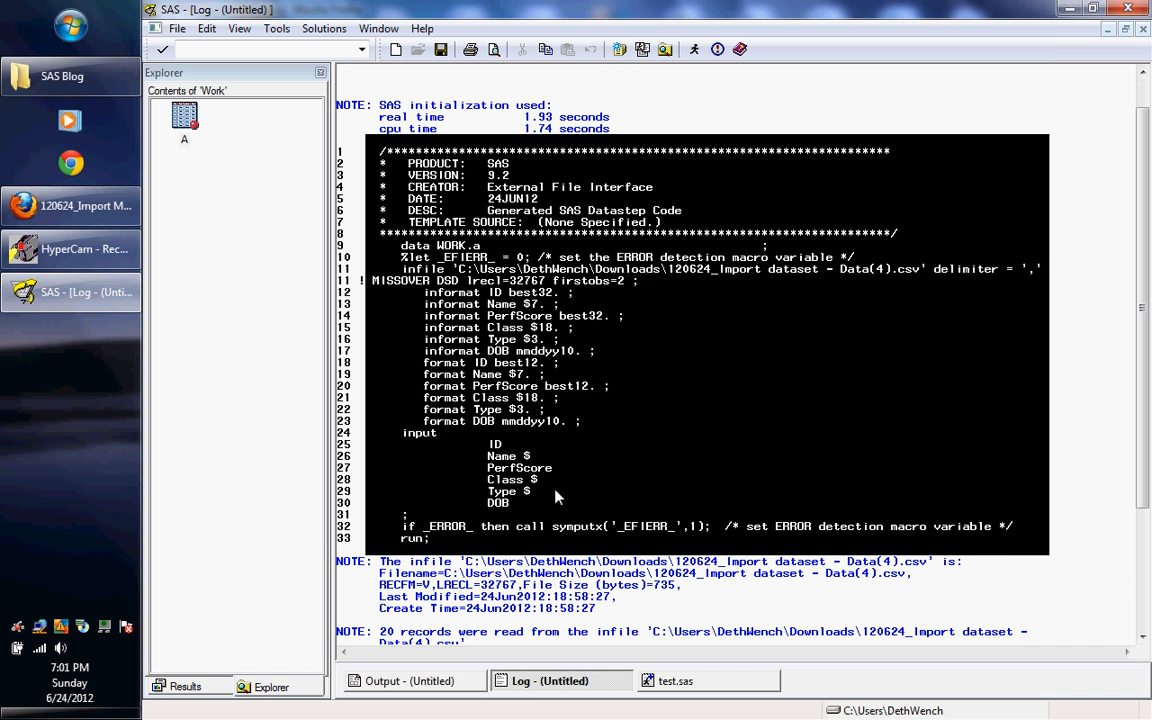 SAS - [Log - (Untitled) ]
File Edit View Tools Solutions Window Help
SAS Blog
120624_Import M...
HyperCam - Rec...
SAS - [Log - (Unti...
7:01 PM
Sunday
6/24/2012
Explorer
Contents of 'Work'
A
Results
Explorer
NOTE: SAS initialization used:
real time 1.93 seconds
cpu time 1.74 seconds
1 /**********************************************************************
2 * PRODUCT: SAS
3 * VERSION: 9.2
4 * CREATOR: External File Interface
5 * DATE: 24JUN12
6 * DESC: Generated SAS Datastep Code
7 * TEMPLATE SOURCE: (None Specified.)
8 ***********************************************************************/
9 data WORK.a ;
10 %let _EFIERR_ = 0; /* set the ERROR detection macro variable */
11 infile 'C:\Users\DethWench\Downloads\120624_Import dataset - Data(4).csv' delimiter = ','
11 ! MISSOVER DSD lrecl=32767 firstobs=2 ;
12 informat ID best32. ;
13 informat Name $7. ;
14 informat PerfScore best32. ;
15 informat Class $18. ;
16 informat Type $3. ;
17 informat DOB mmddyy10. ;
18 format ID best12. ;
19 format Name $7. ;
20 format PerfScore best12. ;
21 format Class $18. ;
22 format Type $3. ;
23 format DOB mmddyy10. ;
24 input
25 ID
26 Name $
27 PerfScore
28 Class $
29 Type $
30 DOB
31 ;
32 if _ERROR_ then call symputx('_EFIERR_',1); /* set ERROR detection macro variable */
33 run;
NOTE: The infile 'C:\Users\DethWench\Downloads\120624_Import dataset - Data(4).csv' is:
Filename=C:\Users\DethWench\Downloads\120624_Import dataset - Data(4).csv,
RECFM=V,LRECL=32767,File Size (bytes)=735,
Last Modified=24Jun2012:18:58:27,
Create Time=24Jun2012:18:58:27
NOTE: 20 records were read from the infile 'C:\Users\DethWench\Downloads\120624_Import dataset -
Data(4).csv'.
Output - (Untitled)
Log - (Untitled)
test.sas
C:\Users\DethWench